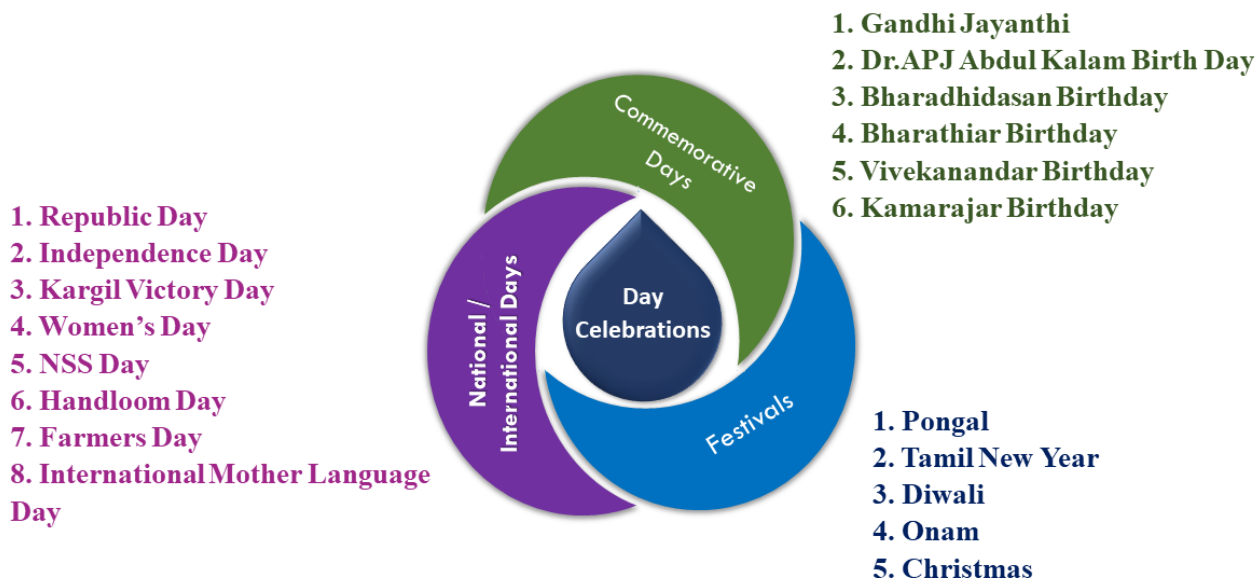 1. Gandhi Jayanthi
2. Dr.APJ Abdul Kalam Birth Day
3. Bharadhidasan Birthday
4. Bharathiar Birthday
5. Vivekanandar Birthday
6. Kamarajar Birthday
Commemorative
Days
1. Republic Day
2. Independence Day
3. Kargil Victory Day
4. Women’s Day
5. NSS Day
6. Handloom Day
7. Farmers Day
8. International Mother Language
Day
National /
International Days
Day
Celebrations
Festivals
1. Pongal
2. Tamil New Year
3. Diwali
4. Onam
5. Christmas